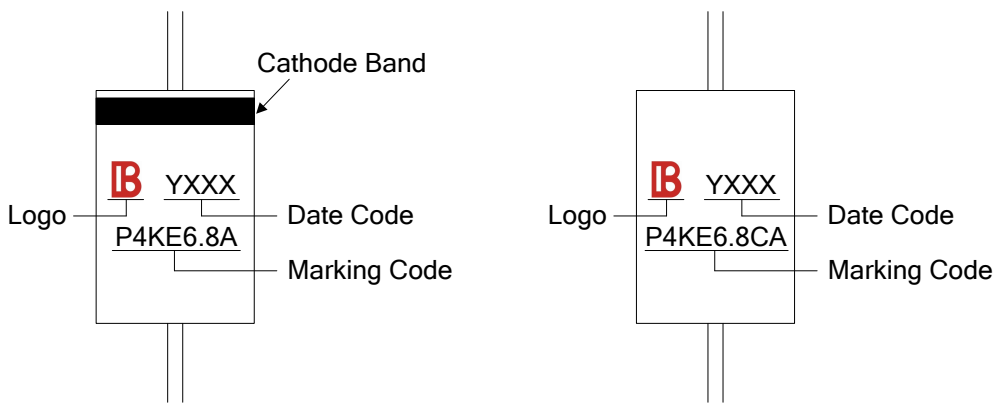 Cathode Band
B YXXX
Logo Date Code
P4KE6.8A
Marking Code
B YXXX
Logo Date Code
P4KE6.8CA
Marking Code